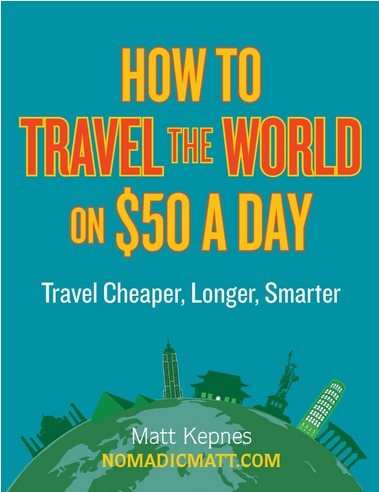 HOW TO
TRAVEL THE WORLD
ON $50 A DAY
Travel Cheaper, Longer, Smarter
Matt Kepnes
NOMADICMATT.COM